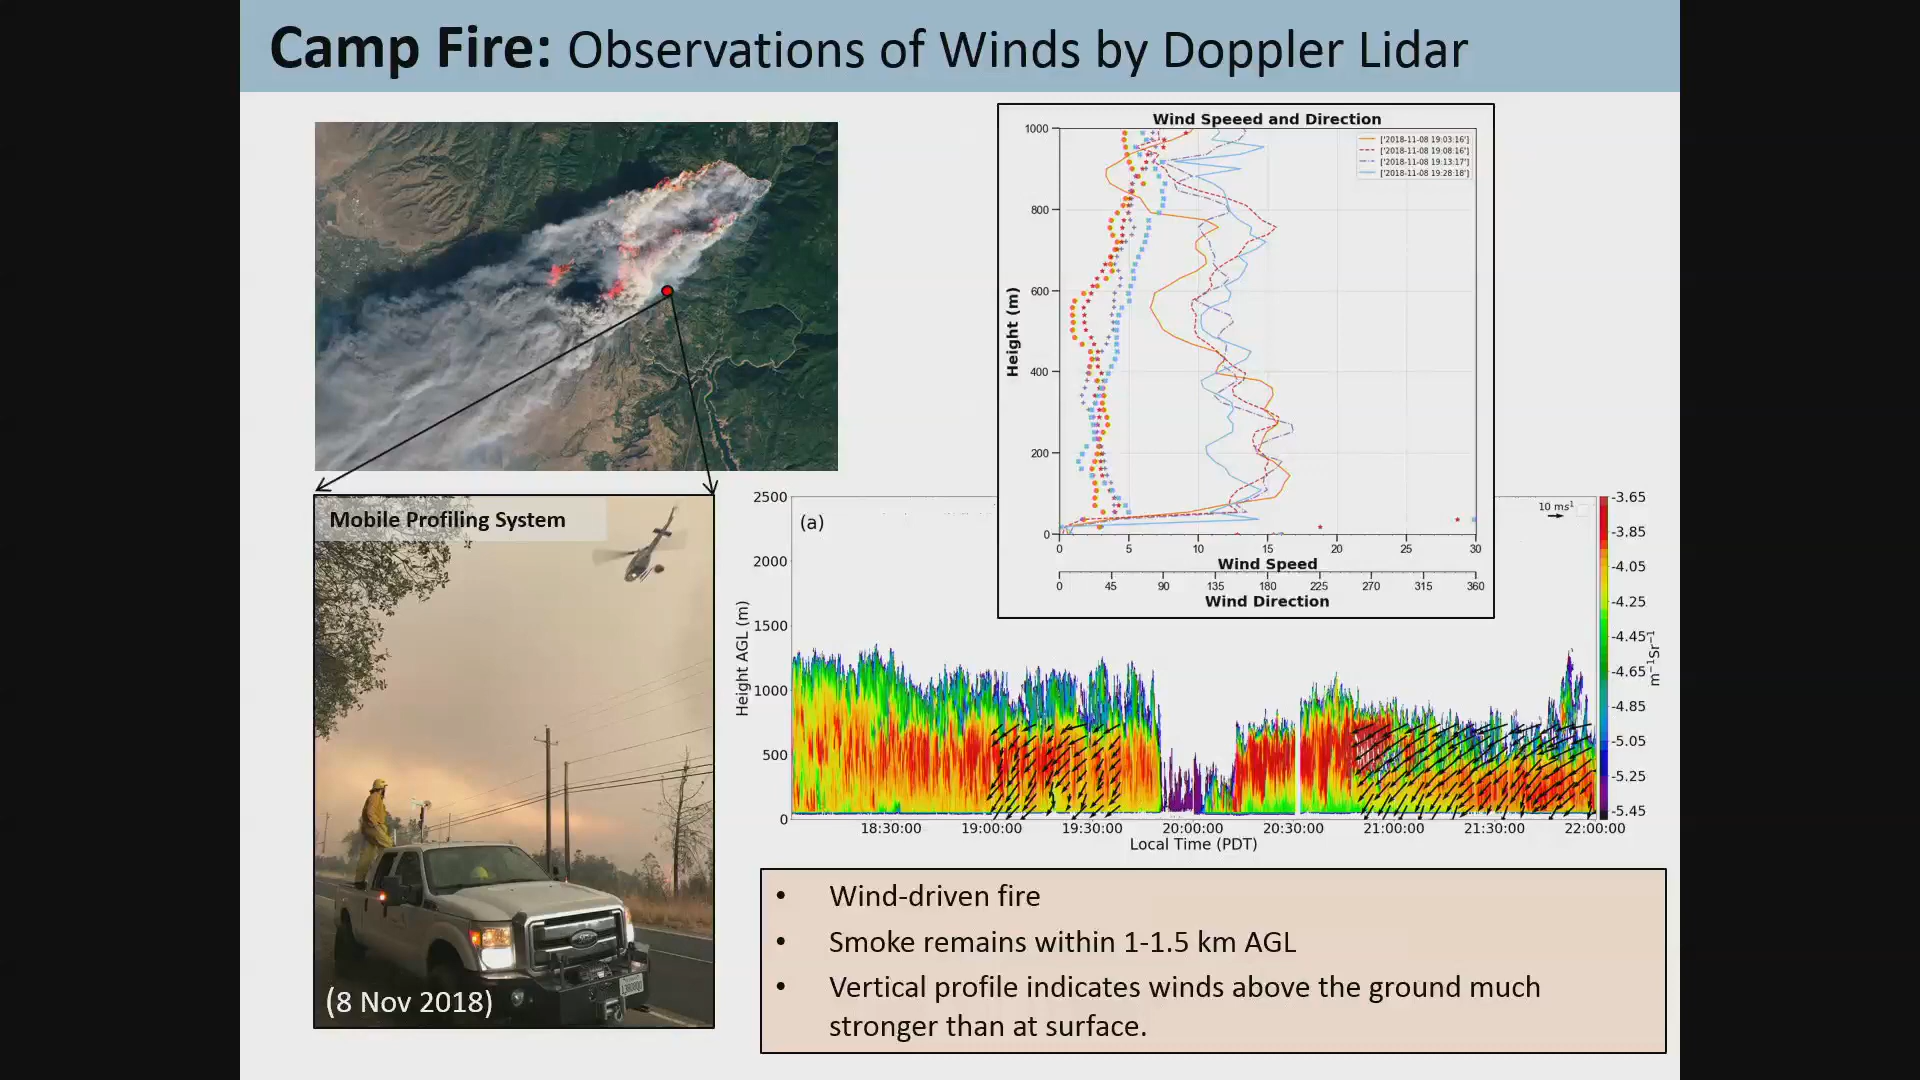 Camp Fire: Observations of Winds by Doppler Lidar
Wind Speeed and Direction
1000
800
600
400
200
0
Height (m)
['2018-11-08 19:03:16']
['2018-11-08 19:08:16']
['2018-11-08 19:13:17']
['2018-11-08 19:28:18']
0 5 10 15 20 25 30
Wind Speed
0 45 90 135 180 225 270 315 360
Wind Direction
Mobile Profiling System
(8 Nov 2018)
(a)
10 ms¹
2500
2000
1500
1000
500
0
Height AGL (m)
18:30:00 19:00:00 19:30:00 20:00:00 20:30:00 21:00:00 21:30:00 22:00:00
Local Time (PDT)
-3.65
-3.85
-4.05
-4.25
-4.45
-4.65
-4.85
-5.05
-5.25
-5.45
m⁻¹Sr⁻¹
• Wind-driven fire
• Smoke remains within 1-1.5 km AGL
• Vertical profile indicates winds above the ground much
stronger than at surface.